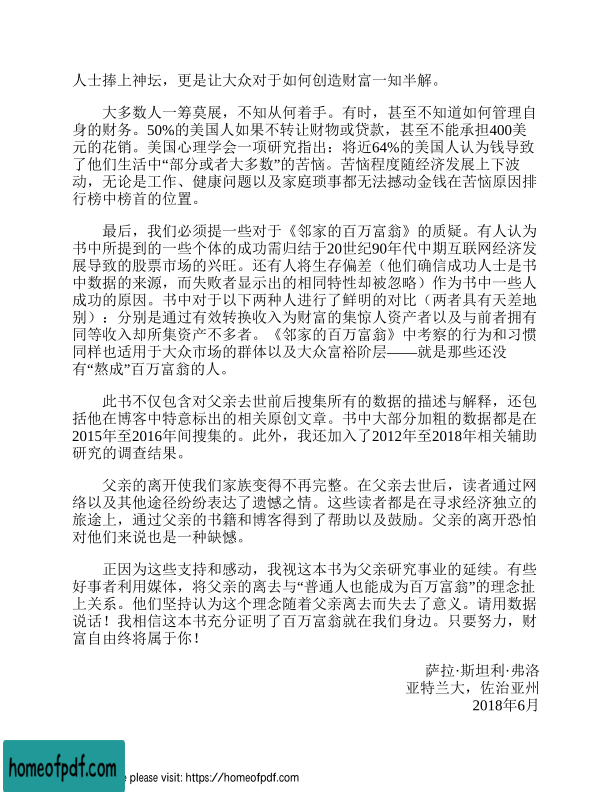 人士捧上神坛，更是让大众对于如何创造财富一知半解。
大多数人一筹莫展，不知从何着手。有时，甚至不知道如何管理自
身的财务。50%的美国人如果不转让财物或贷款，甚至不能承担400美
元的花销。美国心理学会一项研究指出：将近64%的美国人认为钱导致
了他们生活中“部分或者大多数”的苦恼。苦恼程度随经济发展上下波
动，无论是工作、健康问题以及家庭琐事都无法撼动金钱在苦恼原因排
行榜中榜首的位置。
最后，我们必须提一些对于《邻家的百万富翁》的质疑。有人认为
书中所提到的一些个体的成功需归结于20世纪90年代中期互联网经济发
展导致的股票市场的兴旺。还有人将生存偏差（他们确信成功人士是书
中数据的来源，而失败者显示出的相同特性却被忽略）作为书中一些人
成功的原因。书中对于以下两种人进行了鲜明的对比（两者具有天差地
别）：分别是通过有效转换收入为财富的集惊人资产者以及与前者拥有
同等收入却所集资产不多者。《邻家的百万富翁》中考察的行为和习惯
同样也适用于大众市场的群体以及大众富裕阶层——就是那些还没
有“熬成”百万富翁的人。
此书不仅包含对父亲去世前后搜集所有的数据的描述与解释，还包
括他在博客中特意标出的相关原创文章。书中大部分加粗的数据都是在
2015年至2016年间搜集的。此外，我还加入了2012年至2018年相关辅助
研究的调查结果。
父亲的离开使我们家族变得不再完整。在父亲去世后，读者通过网
络以及其他途径纷纷表达了遗憾之情。这些读者都是在寻求经济独立的
旅途上，通过父亲的书籍和博客得到了帮助以及鼓励。父亲的离开恐怕
对他们来说也是一种缺憾。
正因为这些支持和感动，我视这本书为父亲研究事业的延续。有些
好事者利用媒体，将父亲的离去与“普通人也能成为百万富翁”的理念扯
上关系。他们坚持认为这个理念随着父亲离去而失去了意义。请用数据
说话！我相信这本书充分证明了百万富翁就在我们身边。只要努力，财
富自由终将属于你！
萨拉·斯坦利·弗洛
亚特兰大，佐治亚州
2018年6月
homeofpdf.com
please visit: https://homeofpdf.com